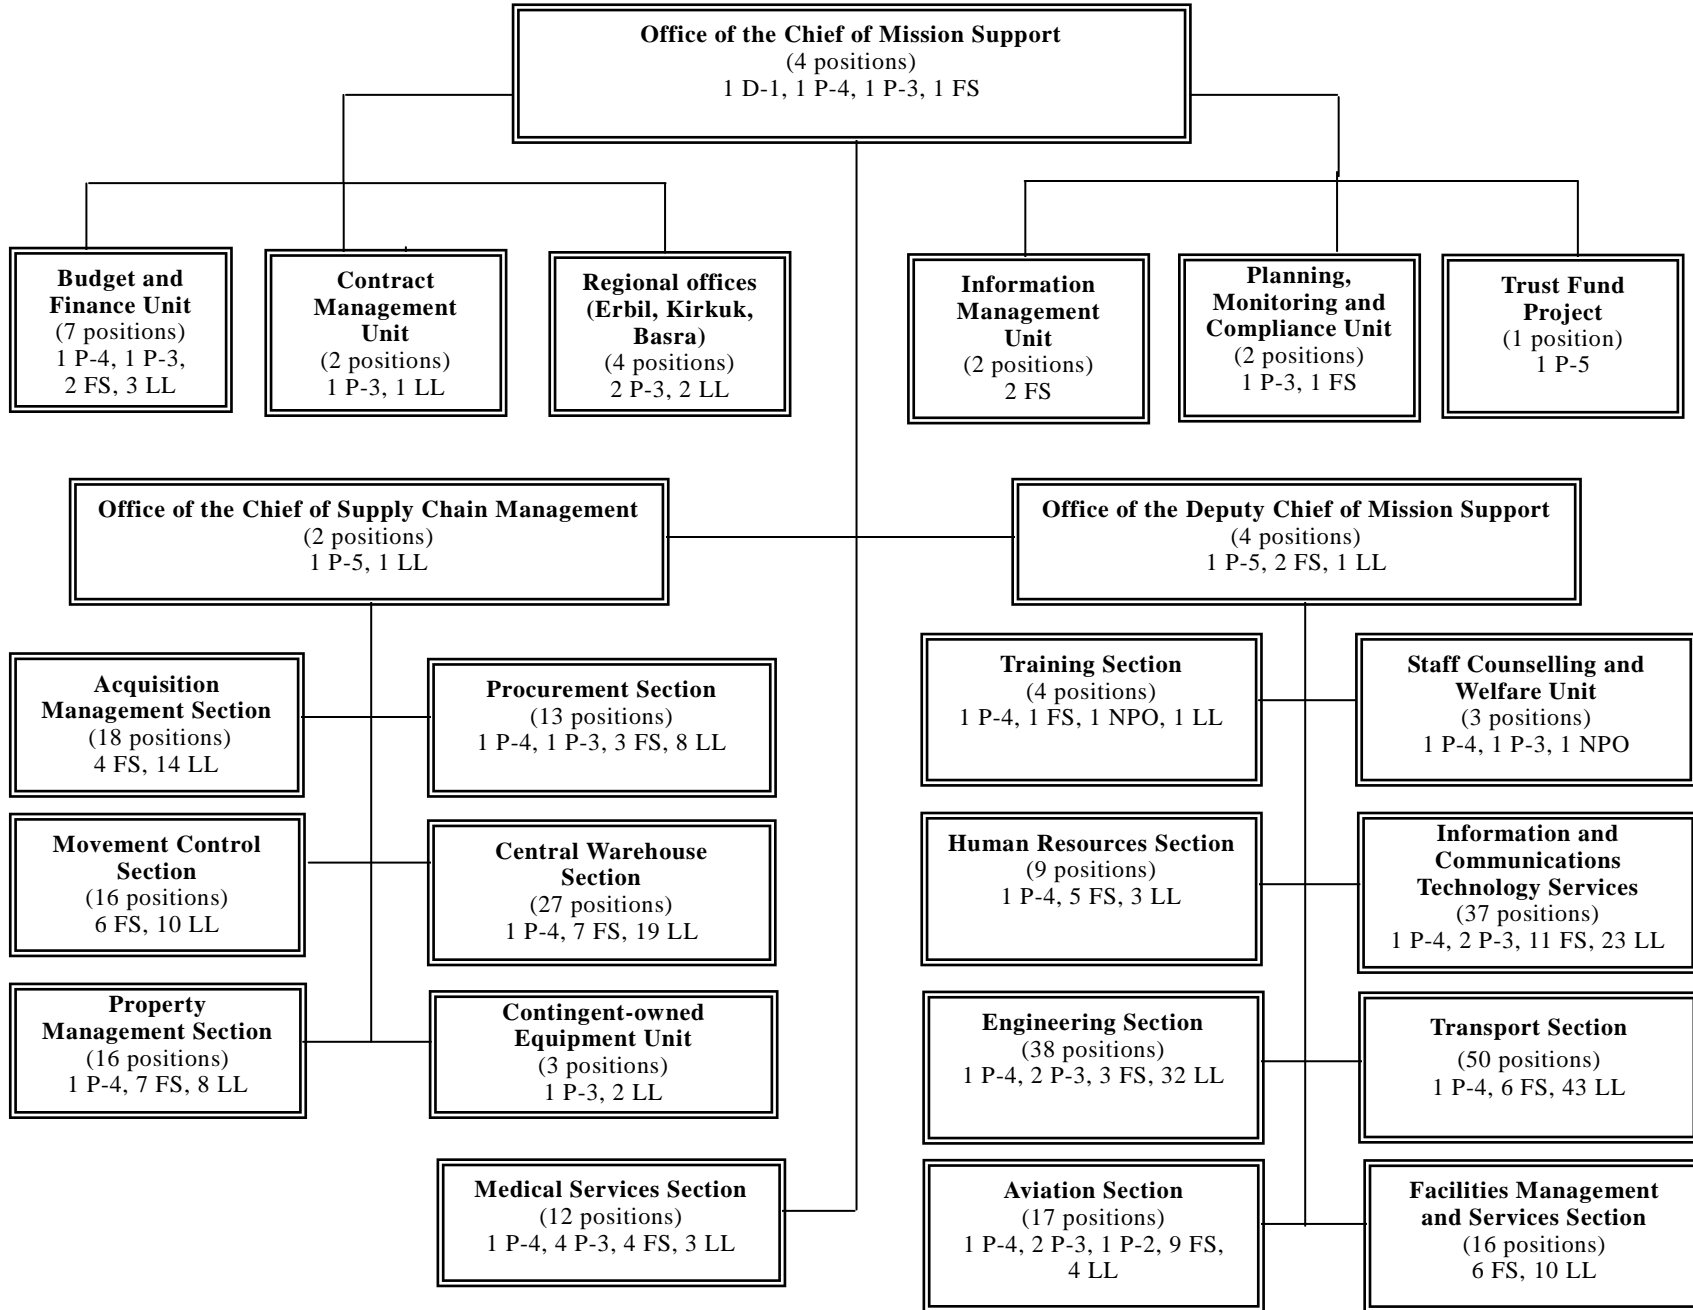 Office of the Chief of Mission Support
(4 positions)
1 D-1, 1 P-4, 1 P-3, 1 FS
Budget and
Finance Unit
(7 positions)
1 P-4, 1 P-3,
2 FS, 3 LL
Contract
Management
Unit
(2 positions)
1 P-3, 1 LL
Regional offices
(Erbil, Kirkuk,
Basra)
(4 positions)
2 P-3, 2 LL
Information
Management
Unit
(2 positions)
2 FS
Planning,
Monitoring and
Compliance Unit
(2 positions)
1 P-3, 1 FS
Trust Fund
Project
(1 position)
1 P-5
Office of the Chief of Supply Chain Management
(2 positions)
1 P-5, 1 LL
Office of the Deputy Chief of Mission Support
(4 positions)
1 P-5, 2 FS, 1 LL
Acquisition
Management Section
(18 positions)
4 FS, 14 LL
Procurement Section
(13 positions)
1 P-4, 1 P-3, 3 FS, 8 LL
Training Section
(4 positions)
1 P-4, 1 FS, 1 NPO, 1 LL
Staff Counselling and
Welfare Unit
(3 positions)
1 P-4, 1 P-3, 1 NPO
Movement Control
Section
(16 positions)
6 FS, 10 LL
Central Warehouse
Section
(27 positions)
1 P-4, 7 FS, 19 LL
Human Resources Section
(9 positions)
1 P-4, 5 FS, 3 LL
Information and
Communications
Technology Services
(37 positions)
1 P-4, 2 P-3, 11 FS, 23 LL
Property
Management Section
(16 positions)
1 P-4, 7 FS, 8 LL
Contingent-owned
Equipment Unit
(3 positions)
1 P-3, 2 LL
Engineering Section
(38 positions)
1 P-4, 2 P-3, 3 FS, 32 LL
Transport Section
(50 positions)
1 P-4, 6 FS, 43 LL
Medical Services Section
(12 positions)
1 P-4, 4 P-3, 4 FS, 3 LL
Aviation Section
(17 positions)
1 P-4, 2 P-3, 1 P-2, 9 FS,
4 LL
Facilities Management
and Services Section
(16 positions)
6 FS, 10 LL